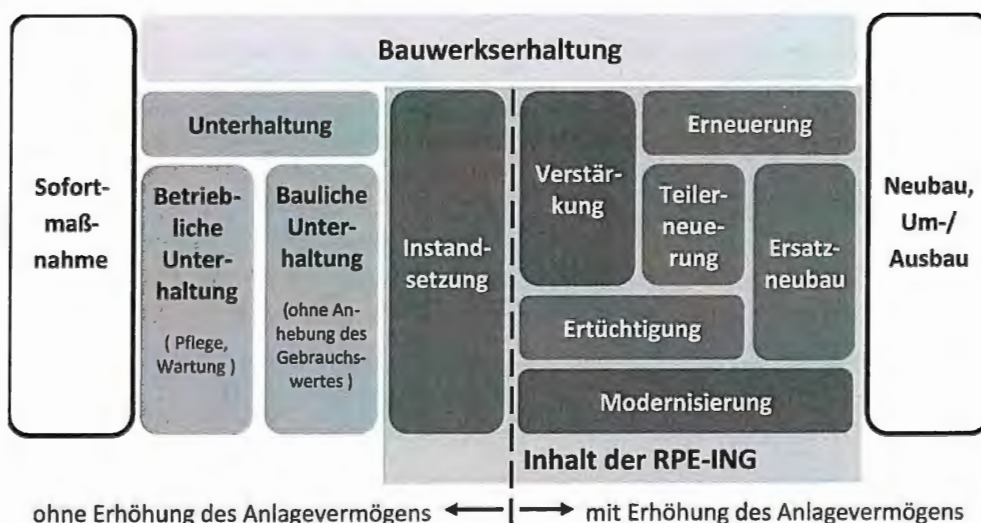 Bauwerkserhaltung
Sofort-
maß-
nahme
Unterhaltung
Betrieb-
liche
Unter-
haltung
( Pflege,
Wartung )
Bauliche
Unter-
haltung
(ohne An-
hebung des
Gebrauchs-
wertes )
Instand-
setzung
Verstär-
kung
Erneuerung
Teiler-
neue-
rung
Ersatz-
neubau
Ertüchtigung
Modernisierung
Inhalt der RPE-ING
Neubau,
Um-/
Ausbau
ohne Erhöhung des Anlagevermögens
mit Erhöhung des Anlagevermögens